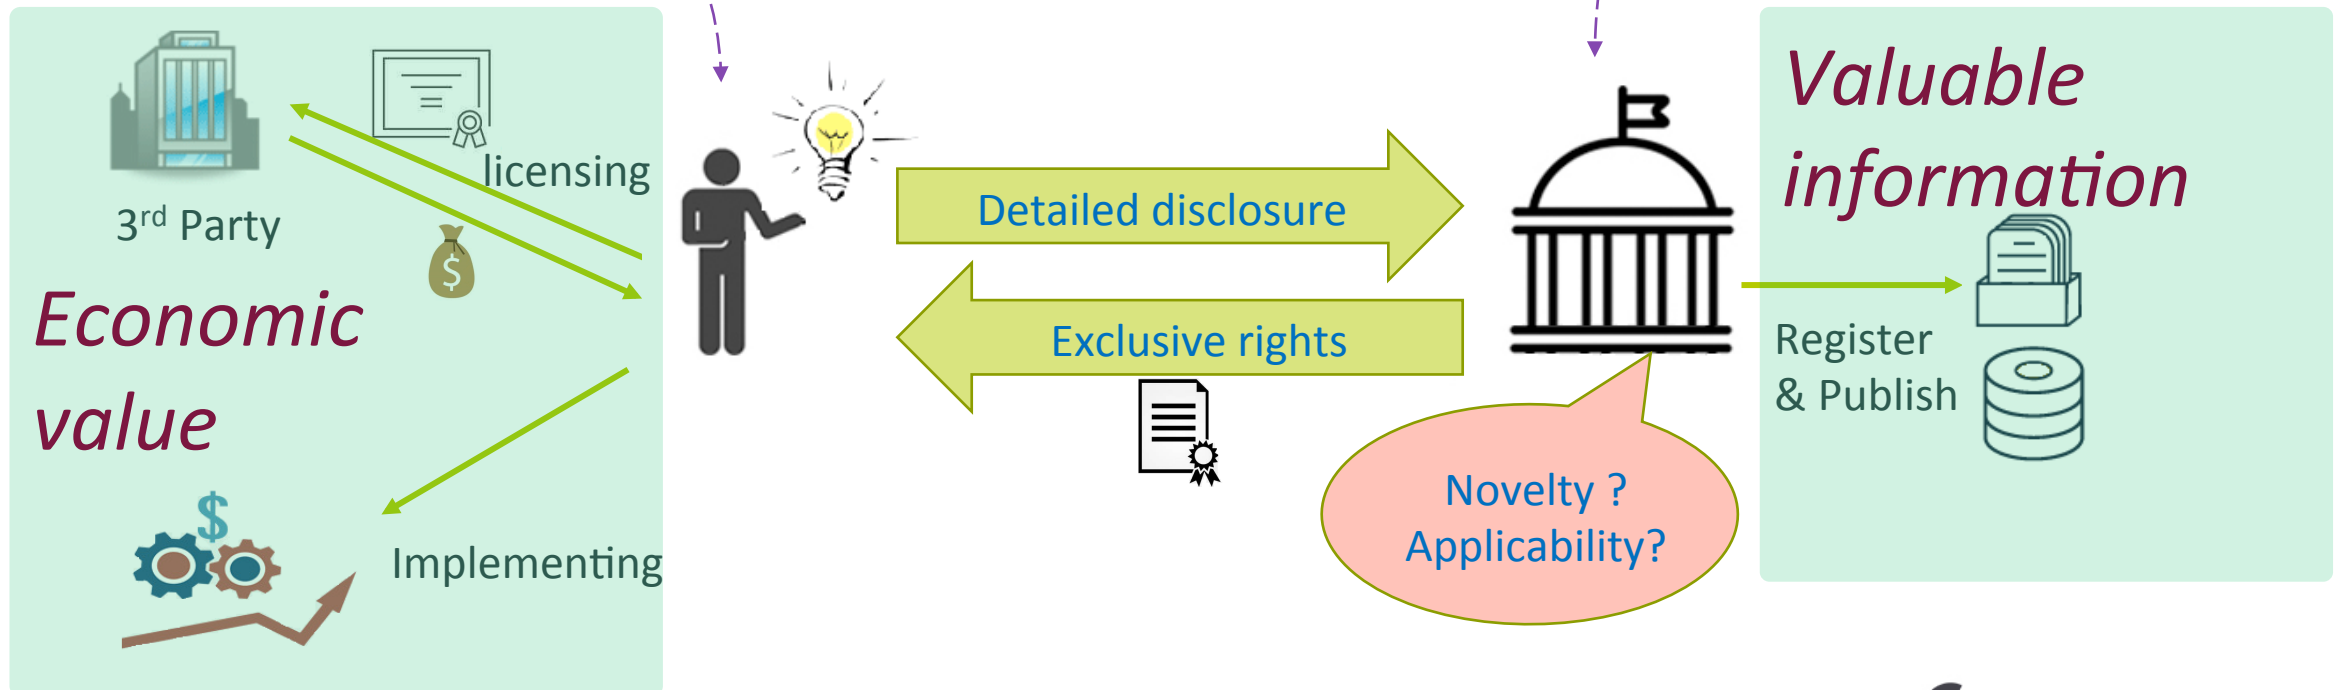 licensing
3rd Party
$
Economic
value
$
Implementing
Detailed disclosure
Exclusive rights
Novelty ?
Applicability?
Valuable
information
Register
& Publish